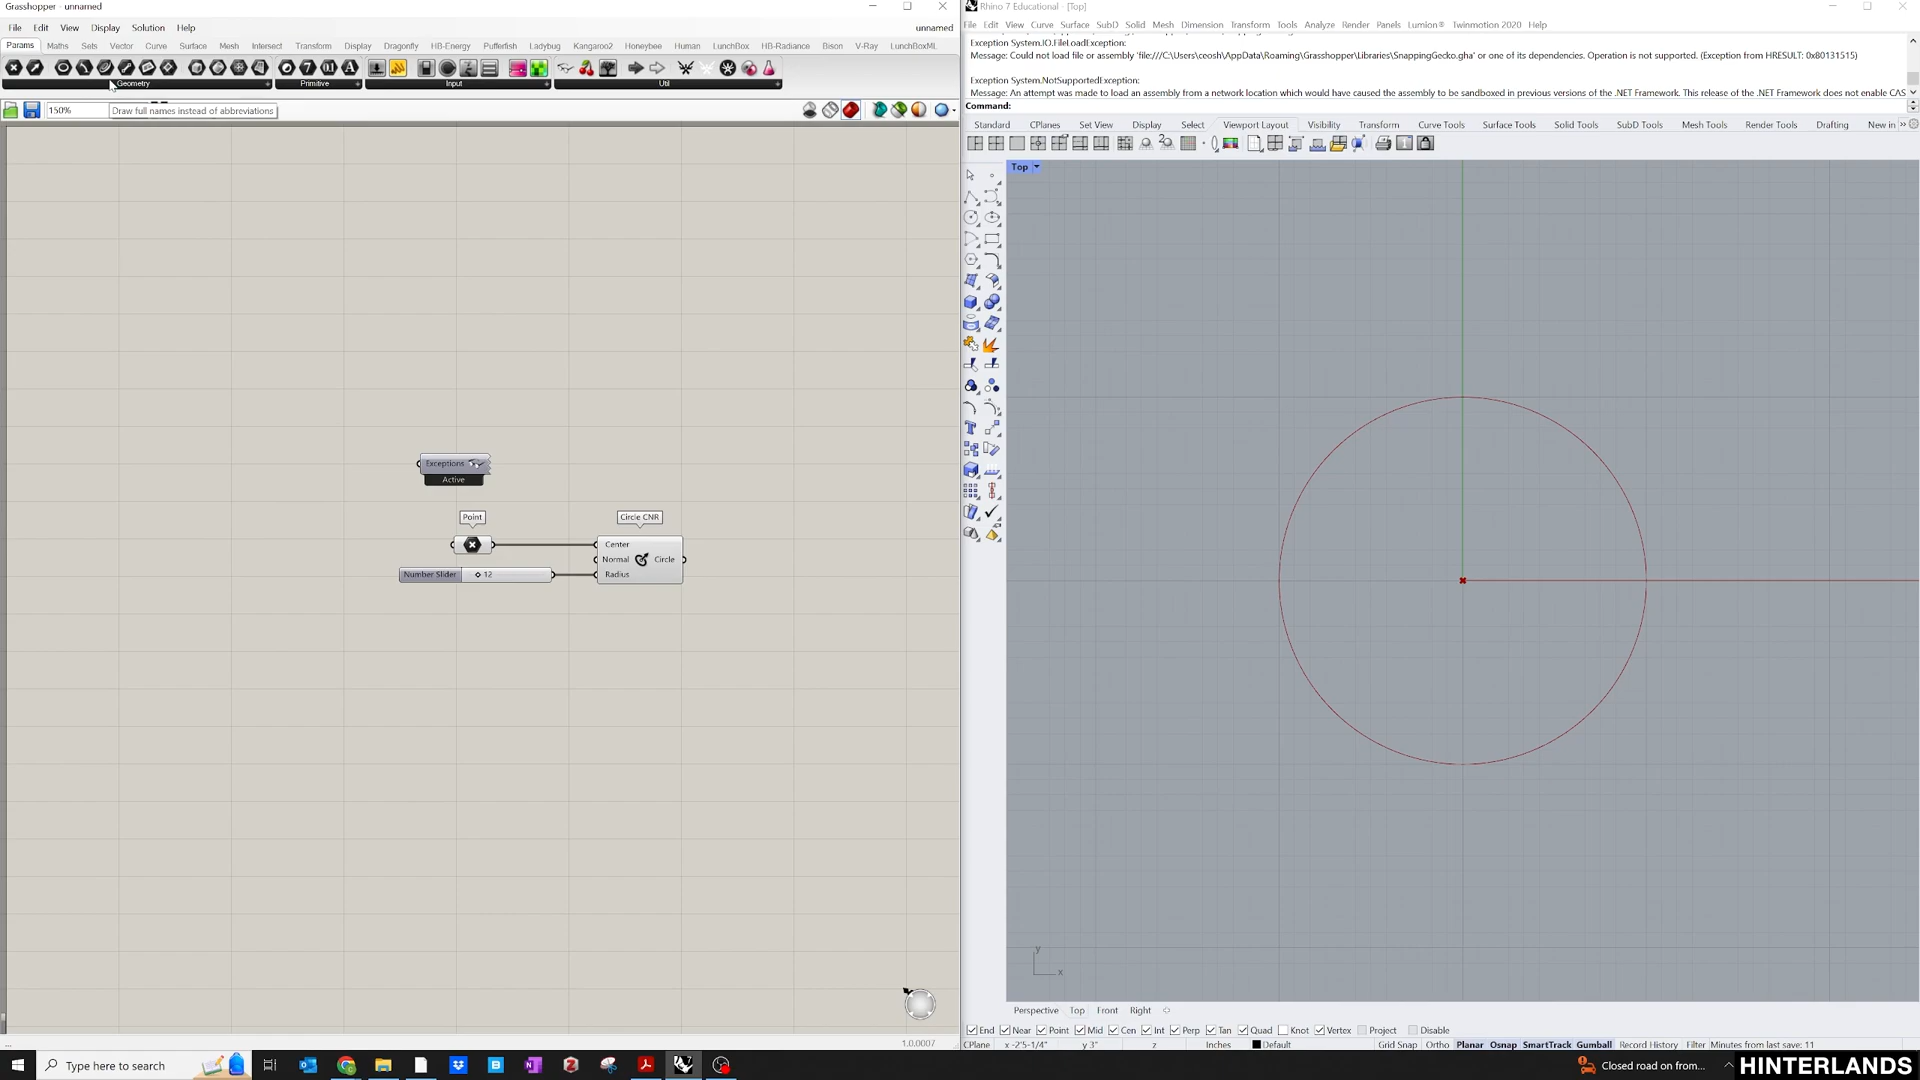 Grasshopper - unnamed
File Edit View Display Solution Help
unnamed
Params Maths Sets Vector Curve Surface Mesh Intersect Transform Display Dragonfly HB-Energy Pufferfish Ladybug Kangaroo2 Honeybee Human LunchBox HB-Radiance Bison V-Ray LunchBoxML
Geometry Primitive Input Util
150%
Draw full names instead of abbreviations
Exceptions
Active
Point
Circle CNR
Center
Normal
Circle
Radius
Number Slider
12
...
1.0.0007
Rhino 7 Educational - [Top]
File Edit View Curve Surface SubD Solid Mesh Dimension Transform Tools Analyze Render Panels Lumion® Twinmotion 2020 Help
Exception System.IO.FileLoadException:
Message: Could not load file or assembly 'file:///C:\Users\ceosh\AppData\Roaming\Grasshopper\Libraries\SnappingGecko.gha' or one of its dependencies. Operation is not supported. (Exception from HRESULT: 0x80131515)
Exception System.NotSupportedException:
Message: An attempt was made to load an assembly from a network location which would have caused the assembly to be sandboxed in previous versions of the .NET Framework. This release of the .NET Framework does not enable CAS
Command:
Standard CPlanes Set View Display Select Viewport Layout Visibility Transform Curve Tools Surface Tools Solid Tools SubD Tools Mesh Tools Render Tools Drafting New in
Top
y
x
Perspective Top Front Right
End Near Point Mid Cen Int Perp Tan Quad Knot Vertex Project Disable
CPlane x -2'5-1/4" y 3" z Inches Default Grid Snap Ortho Planar Osnap SmartTrack Gumball Record History Filter Minutes from last save: 11
Type here to search
Closed road on from...
HINTERLANDS